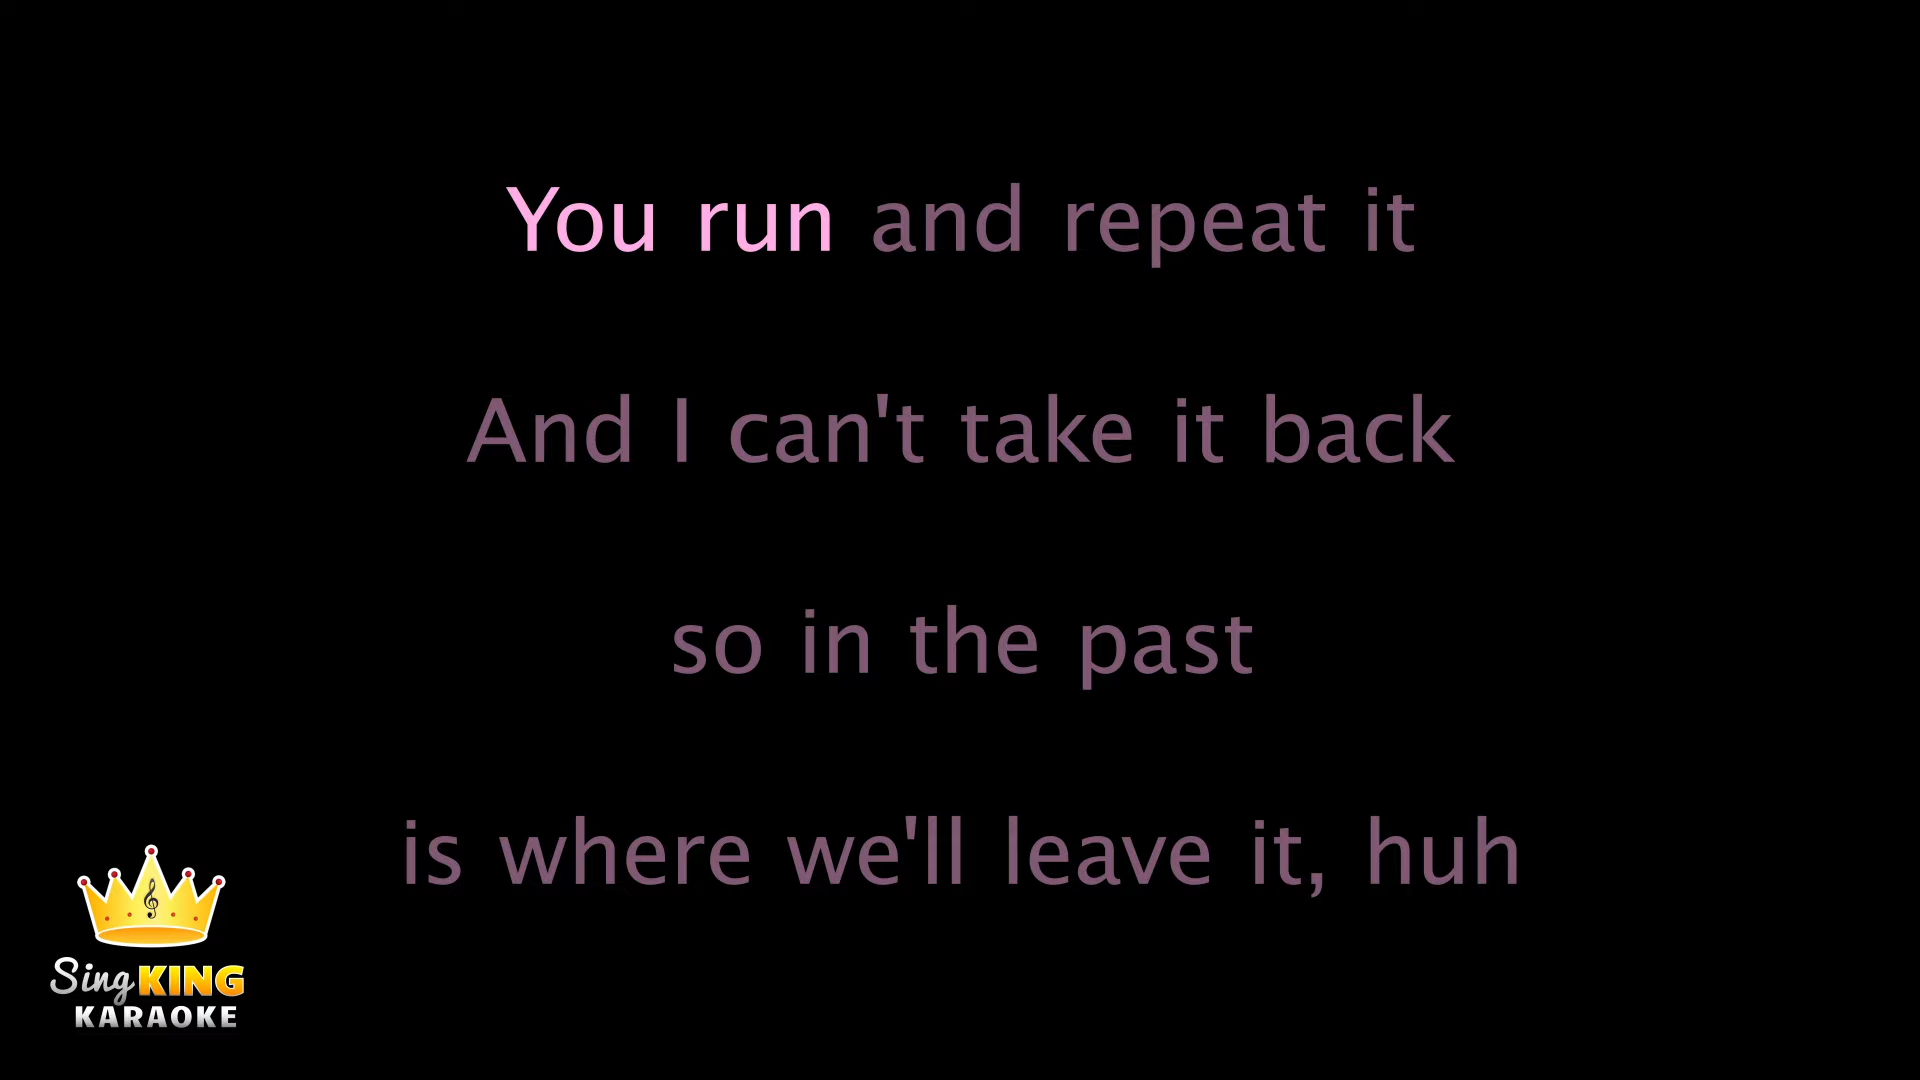 You run and repeat it
And I can't take it back
so in the past
is where we'll leave it, huh
Sing KING
KARAOKE